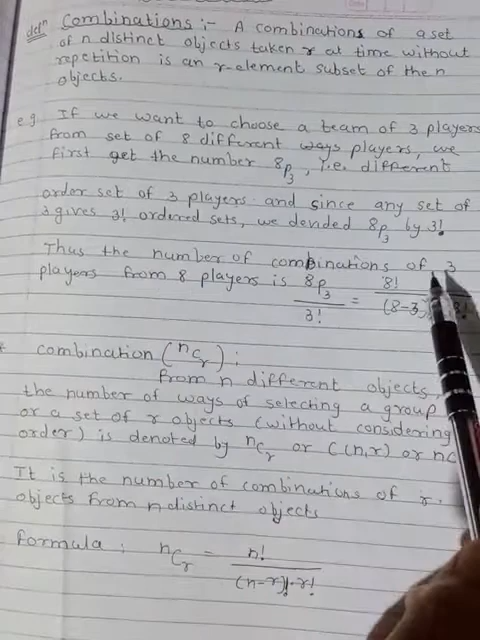 defn Combinations :- A combinations of a set
of n distinct objects taken r at time without
repetition is an r-element subset of the n
objects.
e.g If we want to choose a team of 3 players
from set of 8 different ways players, we
first get the number 8P3, i.e. different
order set of 3 players. and since any set of
3 gives 3! ordered sets, we devided 8P3 by 3!
Thus the number of combinations of 3
players from 8 players is 8P3/3! = 8!/(8-3) 3!
combination (nCr) :
from n different objects,
the number of ways of selecting a group
or a set of r objects (without considering
order) is denoted by nCr or C(n,r) or nC
It is the number of combinations of r.
objects from n distinct objects
formula : nCr = n!/(n-r)!·r!